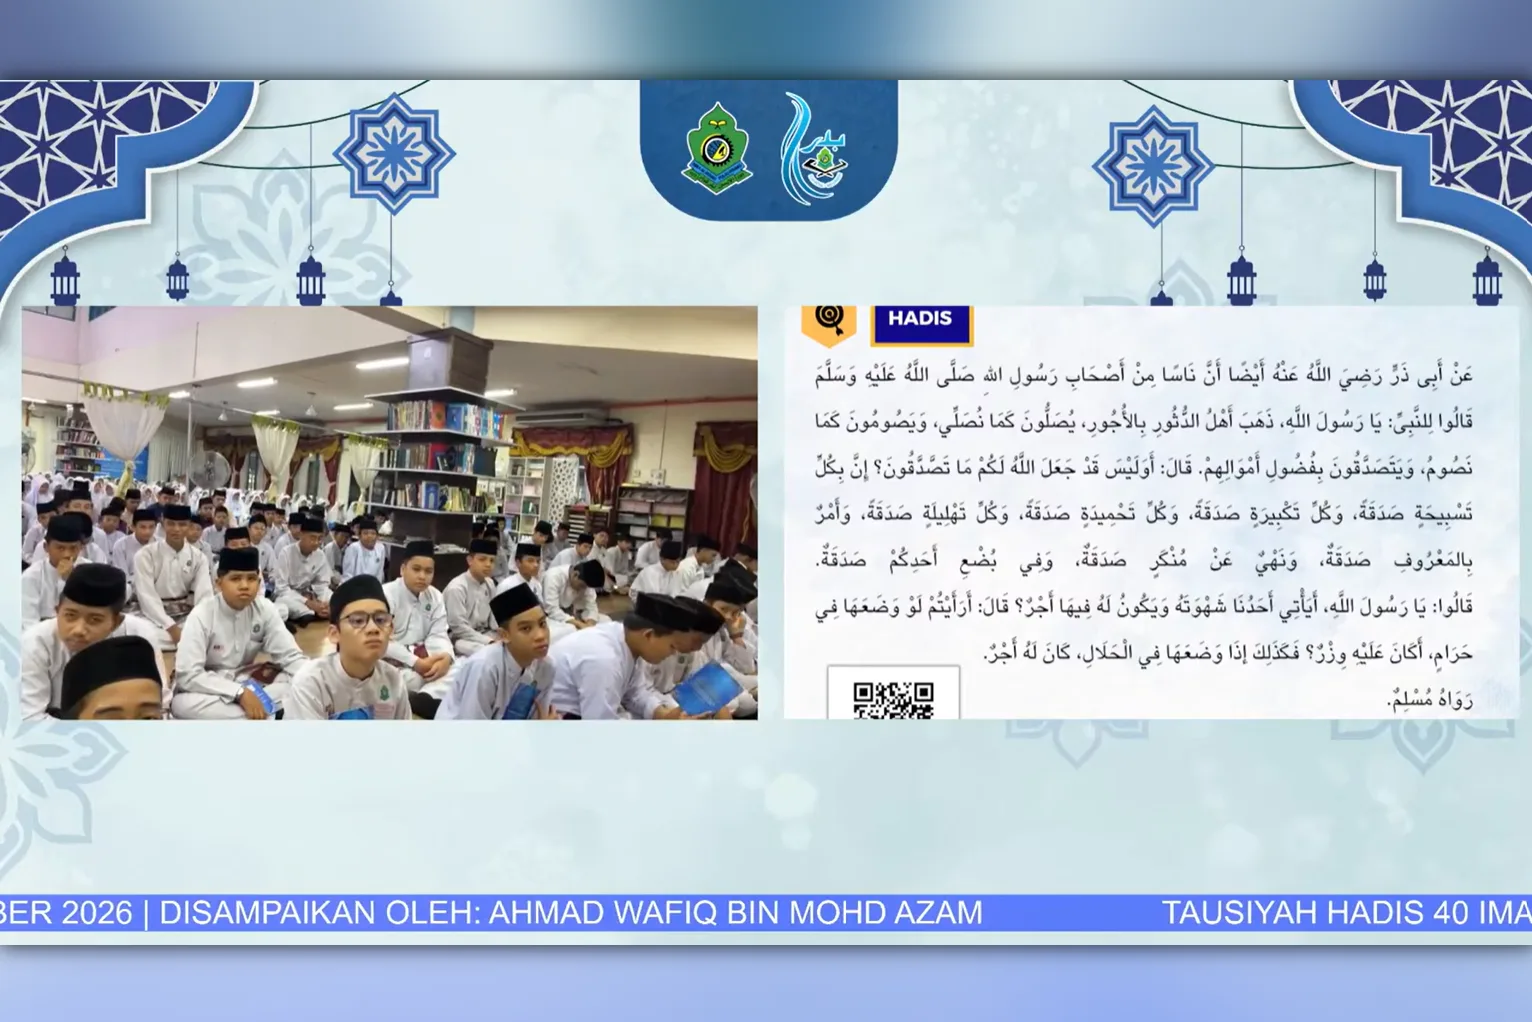 بدر
HADIS
عَنْ أَبِى ذَرٍّ رَضِيَ اللَّهُ عَنْهُ أَيْضًا أَنَّ نَاسًا مِنْ أَصْحَابِ رَسُولِ اللهِ صَلَّى اللَّهُ عَلَيْهِ وَسَلَّمَ
قَالُوا لِلنَّبِيِّ: يَا رَسُولَ اللَّهِ، ذَهَبَ أَهْلُ الدُّثُورِ بِالأُجُورِ، يُصَلُّونَ كَمَا نُصَلِّي، وَيَصُومُونَ كَمَا
نَصُومُ، وَيَتَصَدَّقُونَ بِفُضُولِ أَمْوَالِهِمْ. قَالَ: أَوَلَيْسَ قَدْ جَعَلَ اللَّهُ لَكُمْ مَا تَصَّدَّقُونَ؟ إِنَّ بِكُلِّ
تَسْبِيحَةٍ صَدَقَةً، وَكُلِّ تَكْبِيرَةٍ صَدَقَةً، وَكُلِّ تَحْمِيدَةٍ صَدَقَةً، وَكُلِّ تَهْلِيلَةٍ صَدَقَةً، وَأَمْرٌ
بِالمَعْرُوفِ صَدَقَةٌ، وَنَهْيٌ عَنْ مُنْكَرٍ صَدَقَةٌ، وَفِي بُضْعِ أَحَدِكُمْ صَدَقَةٌ.
قَالُوا: يَا رَسُولَ اللَّهِ، أَيَأْتِي أَحَدُنَا شَهْوَتَهُ وَيَكُونُ لَهُ فِيهَا أَجْرٌ؟ قَالَ: أَرَأَيْتُمْ لَوْ وَضَعَهَا فِي
حَرَامٍ، أَكَانَ عَلَيْهِ وِزْرٌ؟ فَكَذَلِكَ إِذَا وَضَعَهَا فِي الْحَلَالِ، كَانَ لَهُ أَجْرٌ.
رَوَاهُ مُسْلِمٌ.
BER 2026 | DISAMPAIKAN OLEH: AHMAD WAFIQ BIN MOHD AZAM TAUSIYAH HADIS 40 IMA